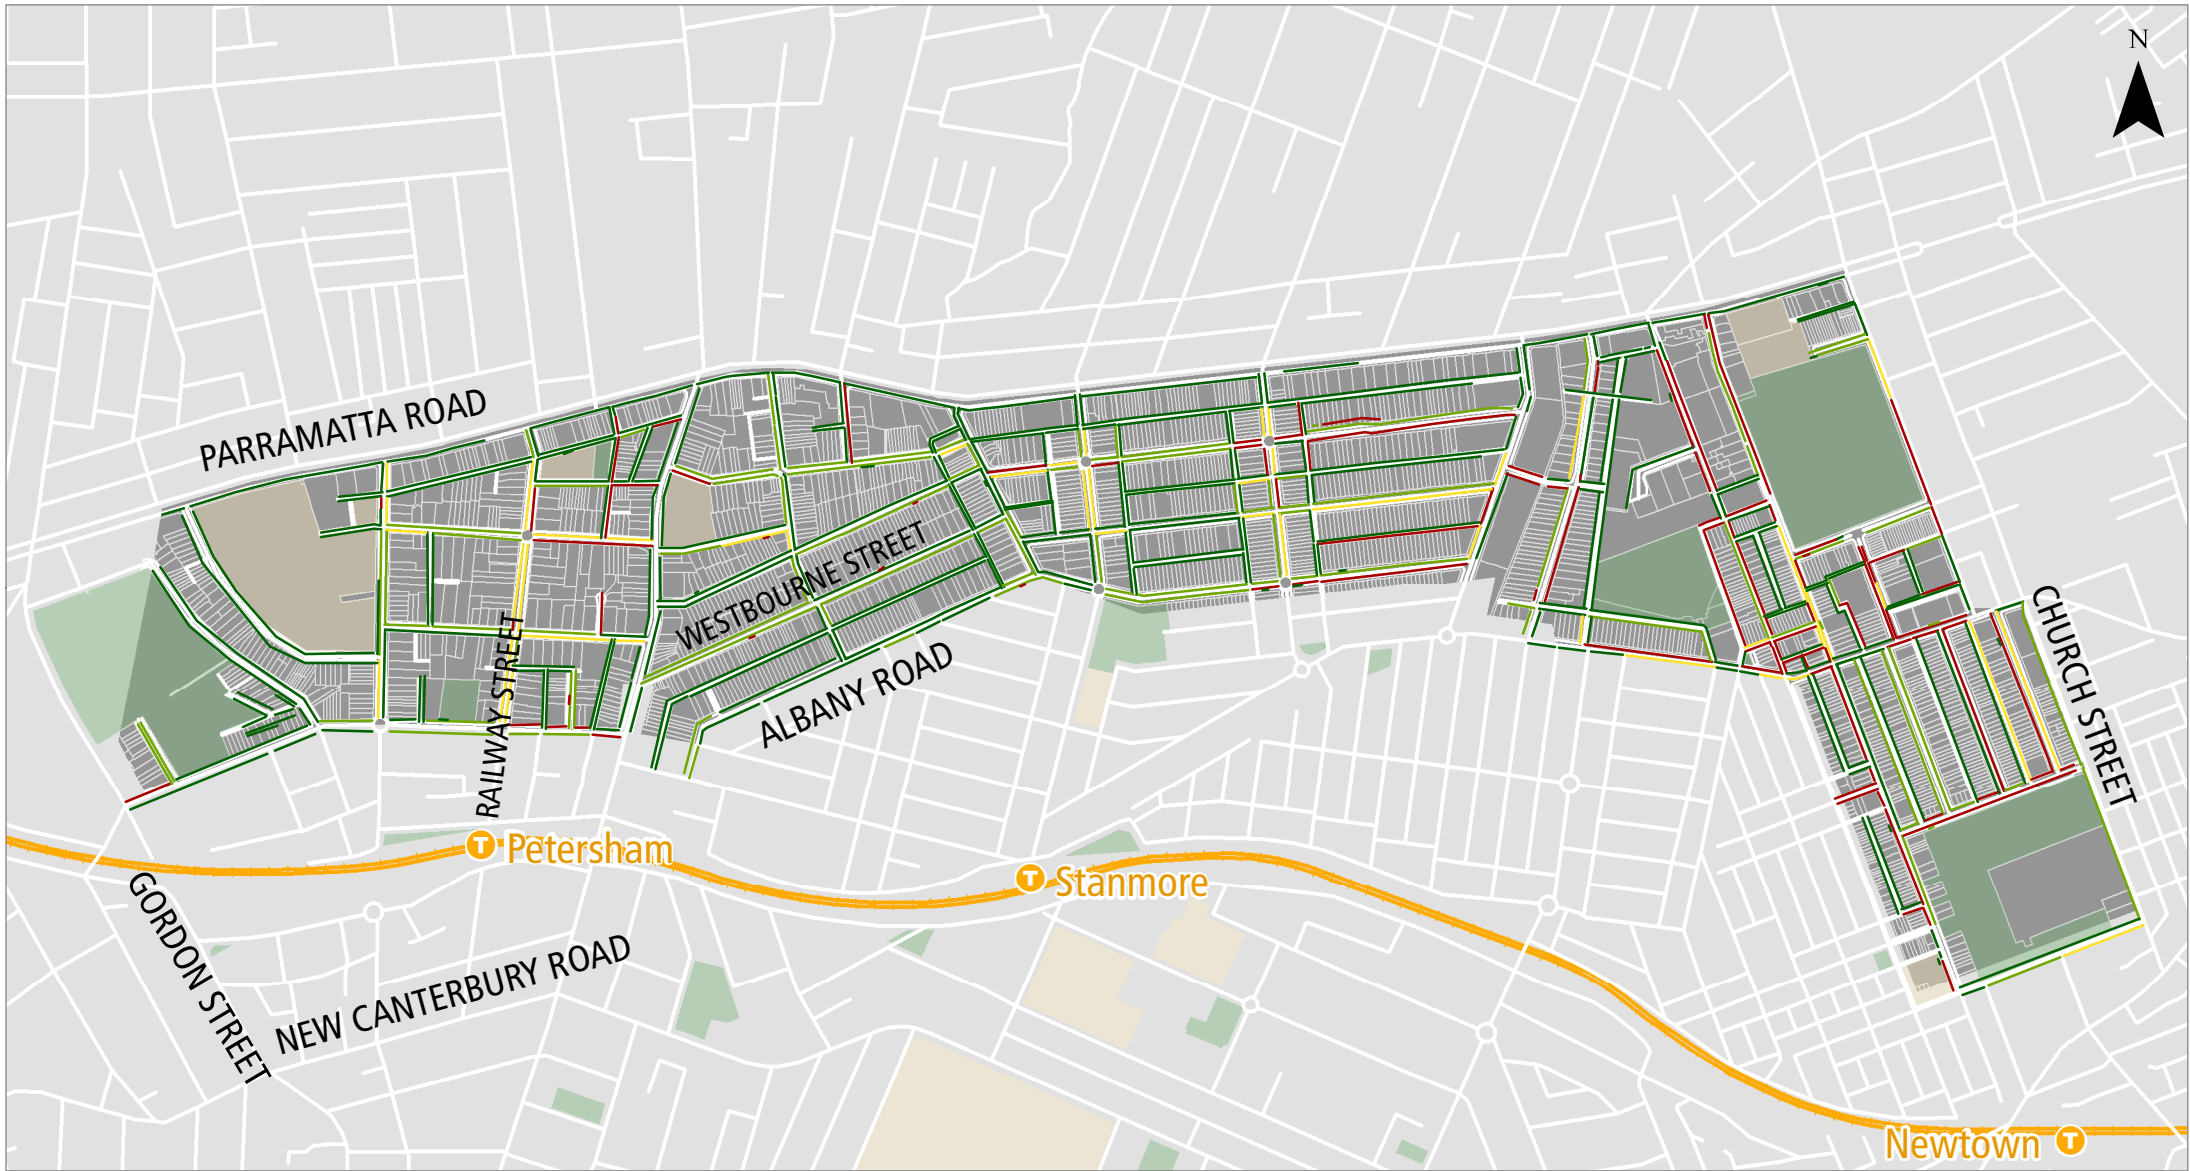 N
PARRAMATTA ROAD
WESTBOURNE STREET
CHURCH STREET
RAILWAY STREET
ALBANY ROAD
T Petersham
T Stanmore
GORDON STREET
NEW CANTERBURY ROAD
Newtown T